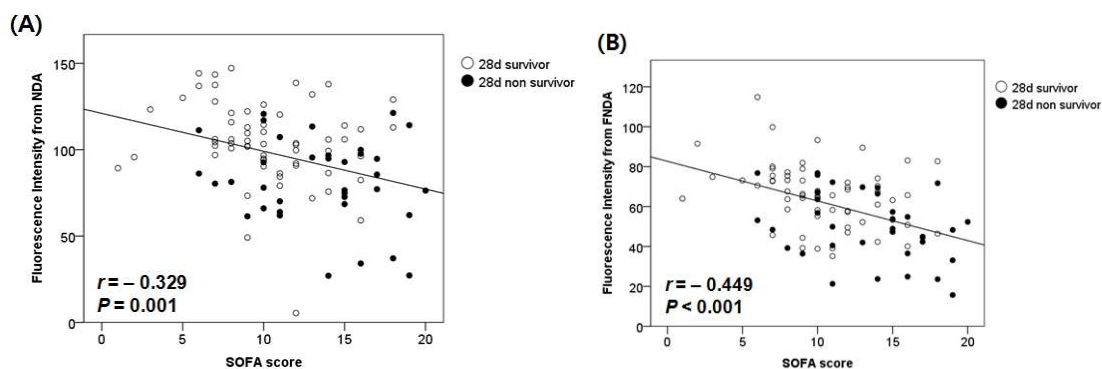 (A)
Fluorescence Intensity from NDA
150
100
50
0
0 5 10 15 20
SOFA score
r = – 0.329
P = 0.001
28d survivor
28d non survivor
(B)
Fluorescence Intensity from FNDA
120
100
80
60
40
20
0
0 5 10 15 20
SOFA score
r = – 0.449
P < 0.001
28d survivor
28d non survivor